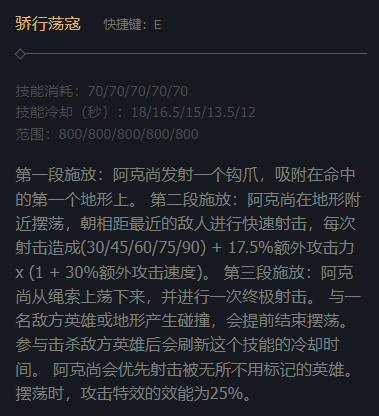 骄行荡寇 快捷键：E
技能消耗：70/70/70/70/70
技能冷却（秒）：18/16.5/15/13.5/12
范围：800/800/800/800/800
第一段施放：阿克尚发射一个钩爪，吸附在命中
的第一个地形上。 第二段施放：阿克尚在地形附
近摆荡，朝相距最近的敌人进行快速射击，每次
射击造成(30/45/60/75/90) + 17.5%额外攻击力
x (1 + 30%额外攻击速度)。 第三段施放：阿克
尚从绳索上荡下来，并进行一次终极射击。 与一
名敌方英雄或地形产生碰撞，会提前结束摆荡。
参与击杀敌方英雄后会刷新这个技能的冷却时
间。 阿克尚会优先射击被无所不用标记的英雄。
摆荡时，攻击特效的效能为25%。